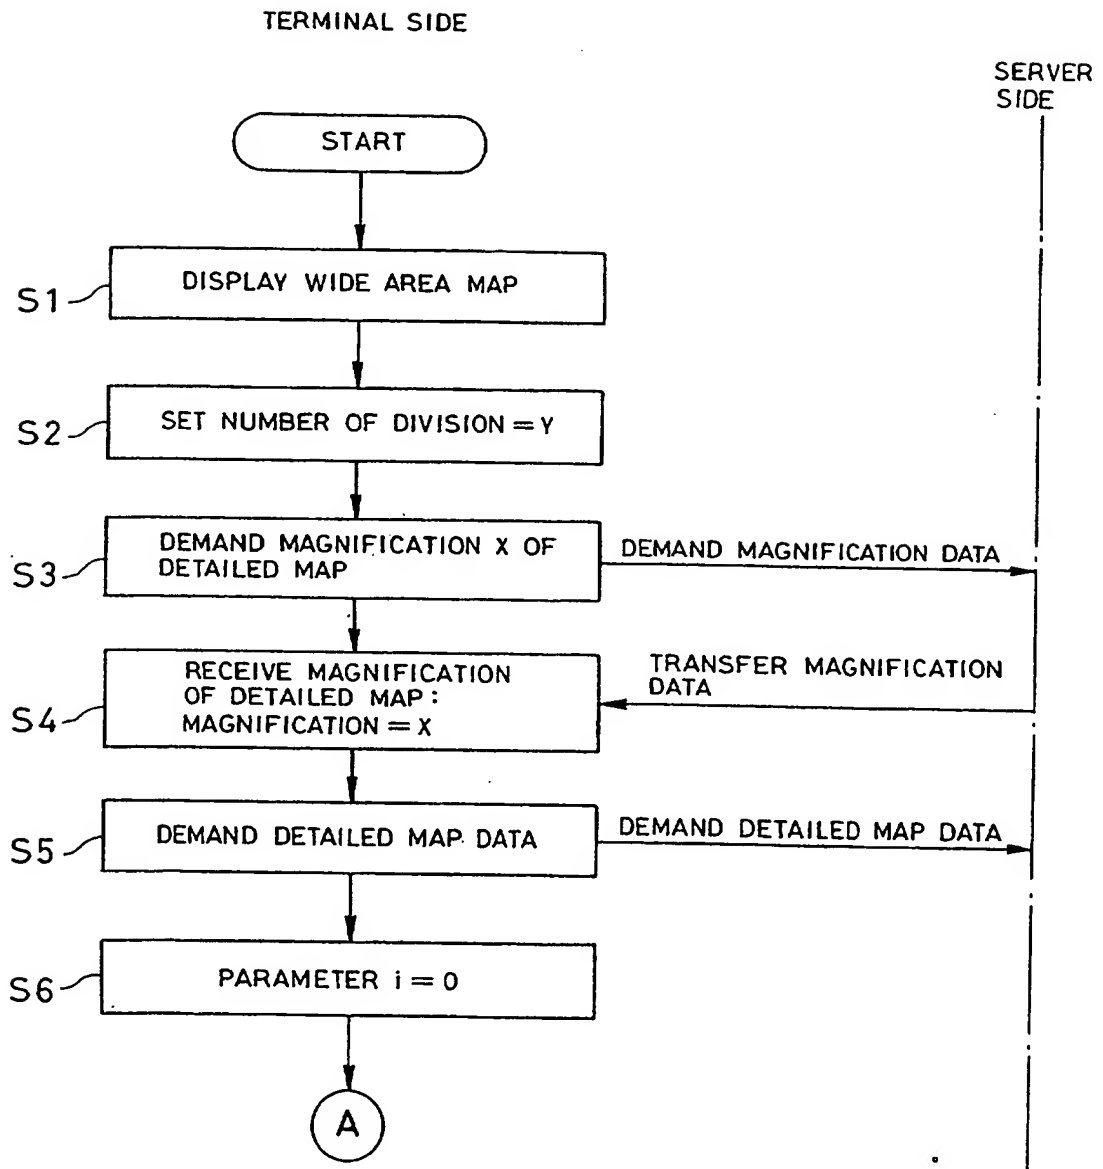 TERMINAL SIDE
SERVER
SIDE
START
S1
DISPLAY WIDE AREA MAP
S2
SET NUMBER OF DIVISION = Y
S3
DEMAND MAGNIFICATION X OF
DETAILED MAP
DEMAND MAGNIFICATION DATA
S4
RECEIVE MAGNIFICATION
OF DETAILED MAP:
MAGNIFICATION = X
TRANSFER MAGNIFICATION
DATA
S5
DEMAND DETAILED MAP DATA
DEMAND DETAILED MAP DATA
S6
PARAMETER i = 0
A